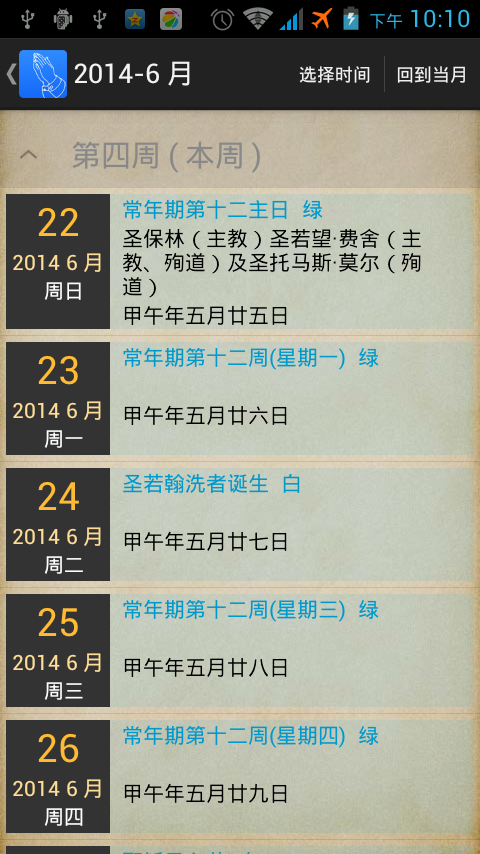 下午 10:10
2014-6 月
选择时间
回到当月
第四周 ( 本周 )
22
2014 6 月
周日
常年期第十二主日 绿
圣保林（主教）圣若望·费舍（主
教、殉道）及圣托马斯·莫尔（殉
道）
甲午年五月廿五日
23
2014 6 月
周一
常年期第十二周(星期一) 绿
甲午年五月廿六日
24
2014 6 月
周二
圣若翰洗者诞生 白
甲午年五月廿七日
25
2014 6 月
周三
常年期第十二周(星期三) 绿
甲午年五月廿八日
26
2014 6 月
周四
常年期第十二周(星期四) 绿
甲午年五月廿九日